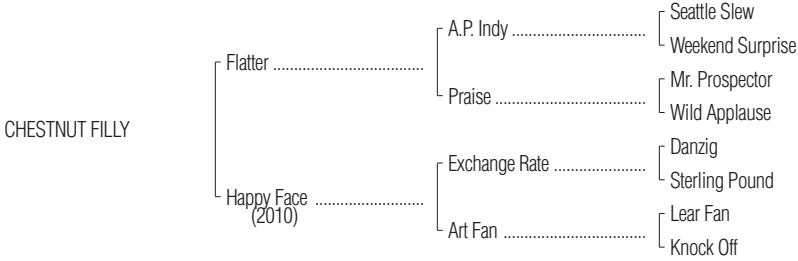 Seattle Slew
A.P. Indy ..................................
Weekend Surprise
Flatter ......................................
Mr. Prospector
Praise .......................................
Wild Applause
CHESTNUT FILLY
Danzig
Exchange Rate ........................
Sterling Pound
Happy Face ...........................
(2010)
Lear Fan
Art Fan .....................................
Knock Off